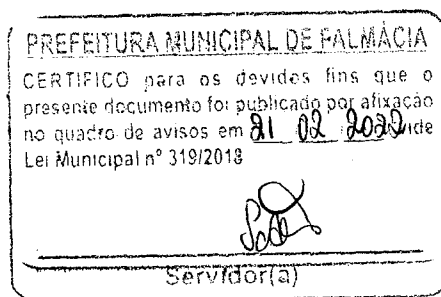 PREFEITURA MUNICIPAL DE PALMÁCIA
CERTIFICO para os devidos fins que o
presente documento foi publicado por afixação
no quadro de avisos em 21 02 2022 vide
Lei Municipal nº 319/2018
Servidor(a)